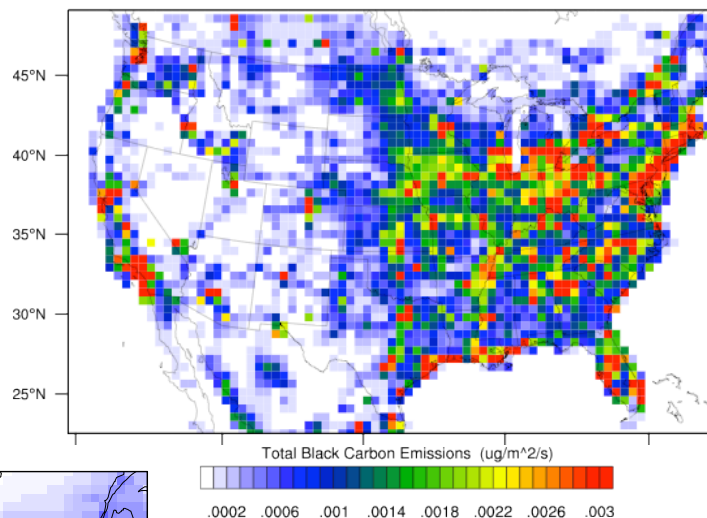 45°N
40°N
35°N
30°N
25°N
Total Black Carbon Emissions (ug/m^2/s)
.0002 .0006 .001 .0014 .0018 .0022 .0026 .003